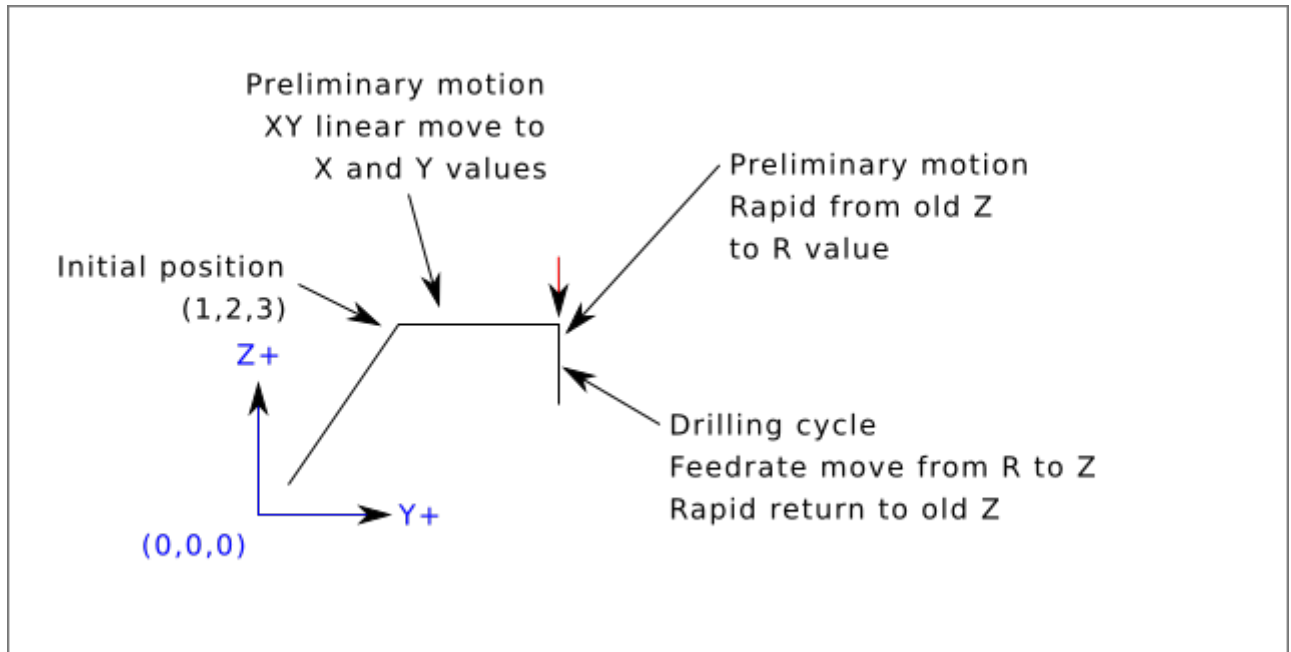 Preliminary motion
XY linear move to
X and Y values
Preliminary motion
Rapid from old Z
to R value
Initial position
(1,2,3)
Z+
Drilling cycle
Feedrate move from R to Z
Rapid return to old Z
Y+
(0,0,0)